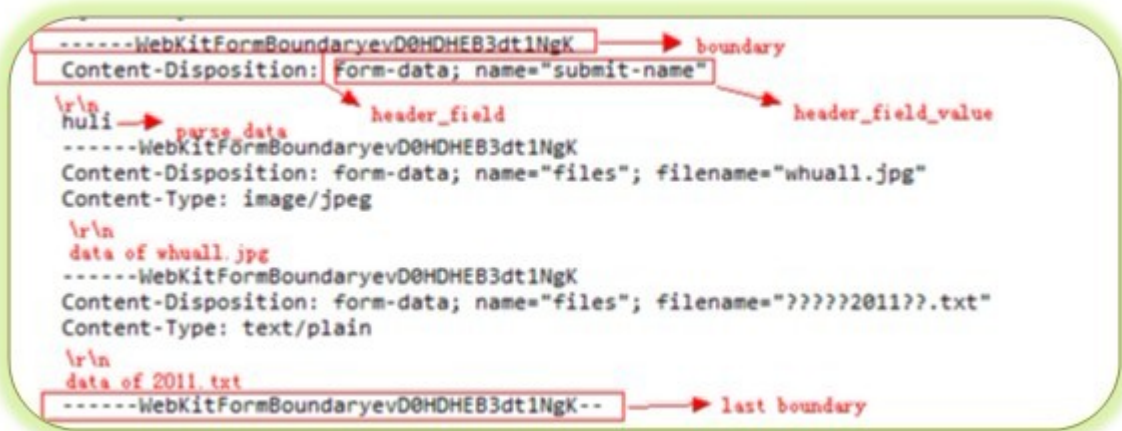 ------WebKitFormBoundaryevD0HDHEB3dt1NgK boundary
Content-Disposition: form-data; name="submit-name"
\r\n
header_field header_field_value
huli parse_data
------WebKitFormBoundaryevD0HDHEB3dt1NgK
Content-Disposition: form-data; name="files"; filename="whuall.jpg"
Content-Type: image/jpeg
\r\n
data of whuall.jpg
------WebKitFormBoundaryevD0HDHEB3dt1NgK
Content-Disposition: form-data; name="files"; filename="?????2011??.txt"
Content-Type: text/plain
\r\n
data of 2011.txt
------WebKitFormBoundaryevD0HDHEB3dt1NgK-- last boundary